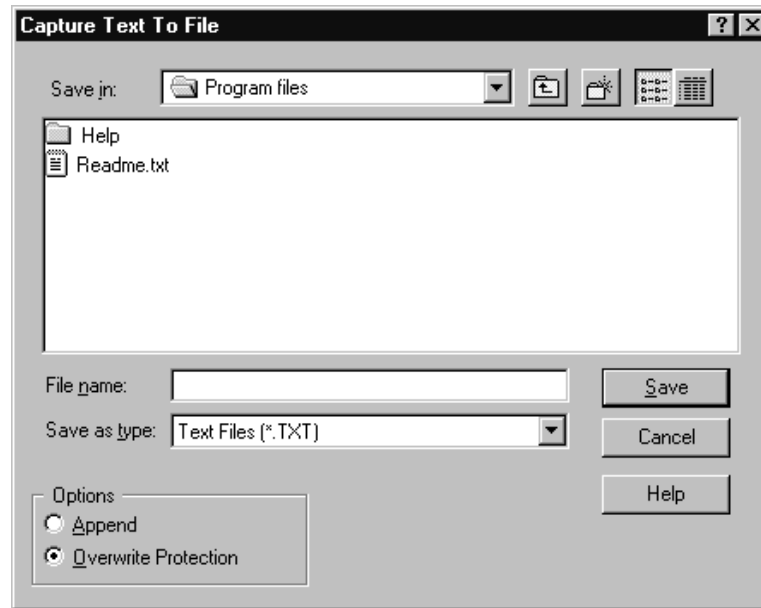 Capture Text To File
Save in: Program files
Help
Readme.txt
File name:
Save
Save as type: Text Files (*.TXT)
Cancel
Help
Options
Append
Overwrite Protection